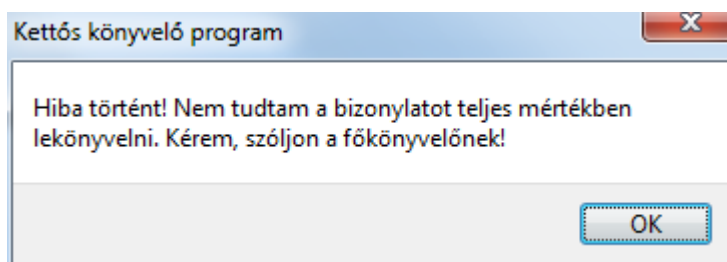 Kettős könyvelő program
Hiba történt! Nem tudtam a bizonylatot teljes mértékben
lekönyvelni. Kérem, szóljon a főkönyvelőnek!
OK